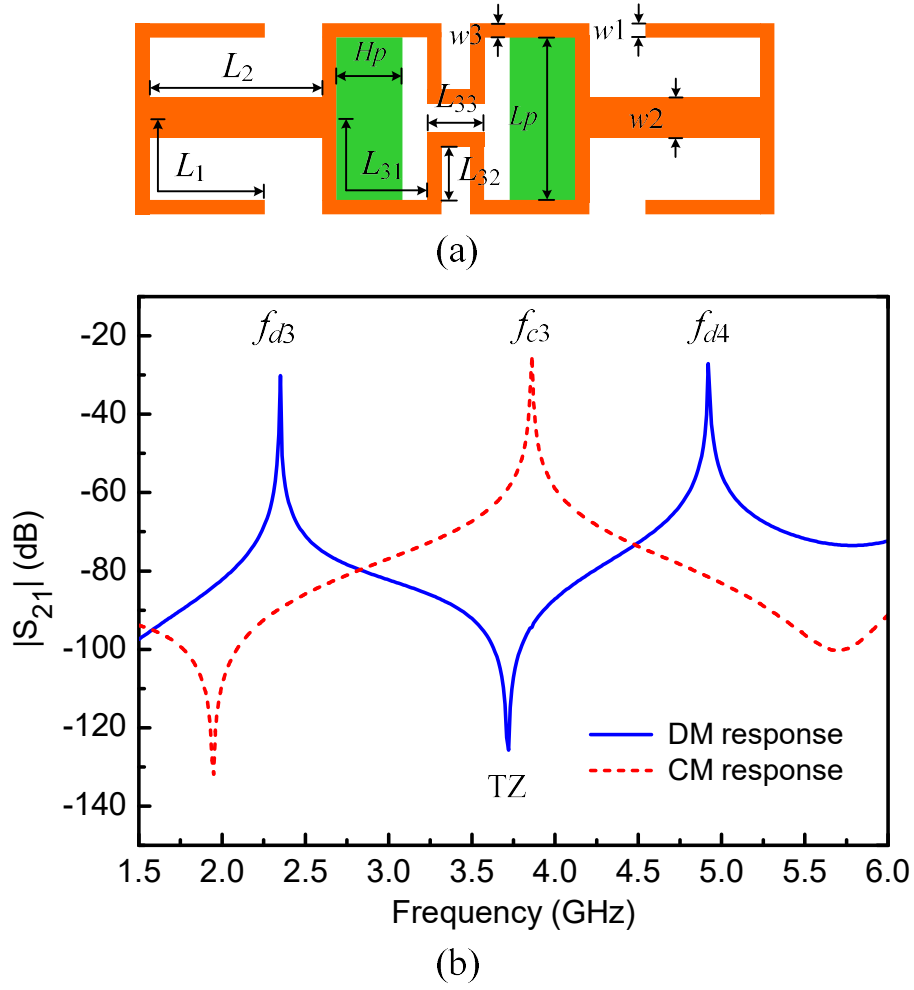 w3
w1
Hp
L2
L33
Lp
w2
L1
L31
L32
(a)
fd3
fc3
fd4
-20
-40
-60
-80
-100
-120
-140
|S21| (dB)
TZ
DM response
CM response
1.5 2.0 2.5 3.0 3.5 4.0 4.5 5.0 5.5 6.0
Frequency (GHz)
(b)